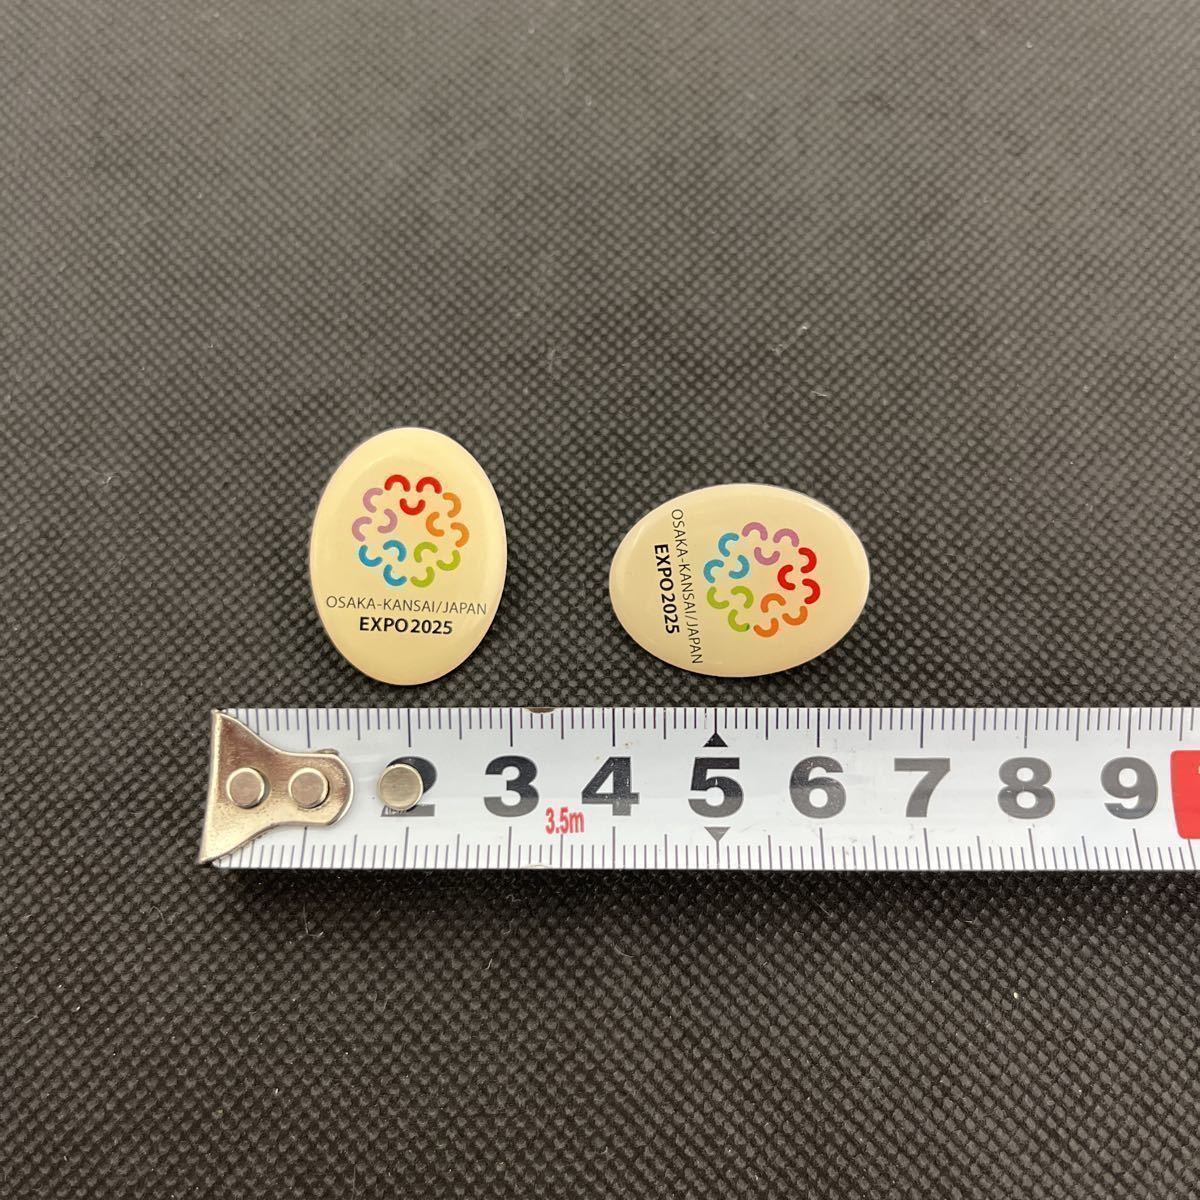 OSAKA-KANSAI/JAPAN
EXPO2025
OSAKA-KANSAI/JAPAN
EXPO2025
2 3 4 5 6 7 8 9
3.5m